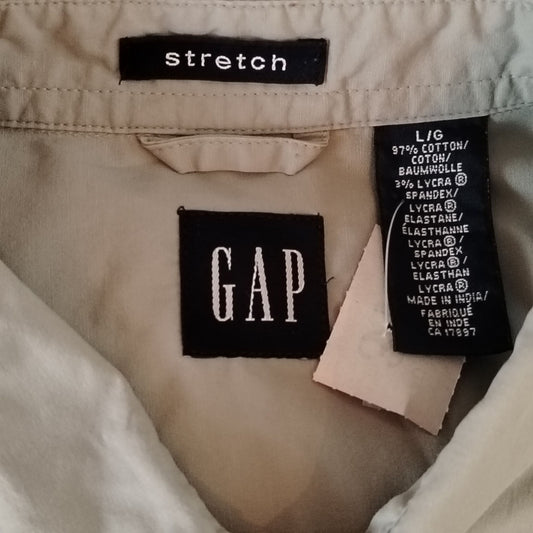 stretch
GAP
L/G
97% COTTON/
COTON/
BAUMWOLLE
3% LYCRA®
SPANDEX/
LYCRA®
ELASTANE/
ÉLASTHANNE
LYCRA®/
SPANDEX
LYCRA®/
ELASTHAN
LYCRA®
MADE IN INDIA/
FABRIQUÉ
EN INDE
CA 17897